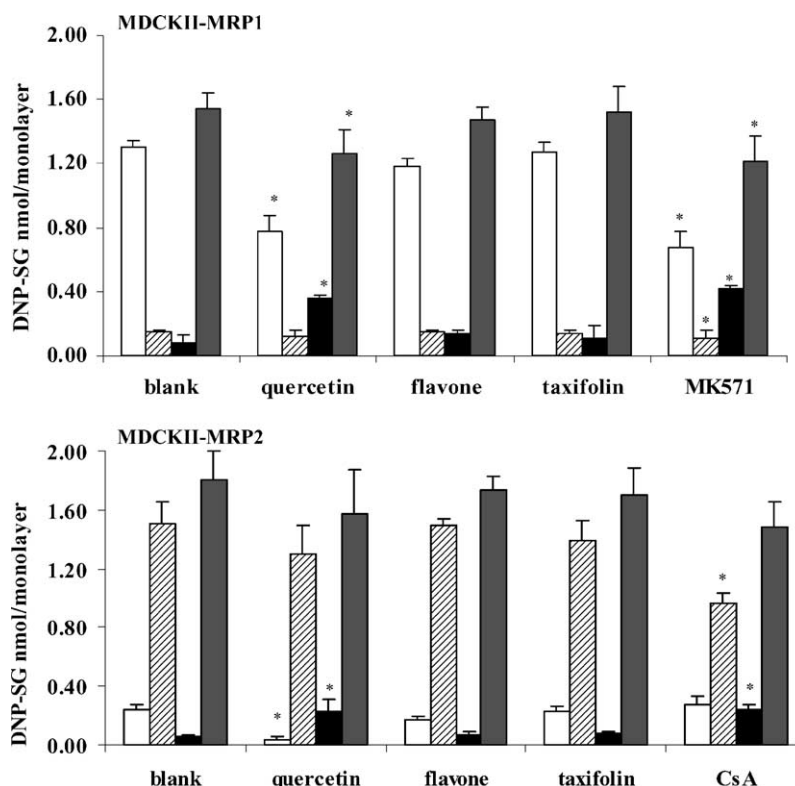 MDCKII-MRP1
DNP-SG nmol/monolayer
2.00
1.60
1.20
0.80
0.40
0.00
* * * * * * *
blank quercetin flavone taxifolin MK571
MDCKII-MRP2
DNP-SG nmol/monolayer
2.00
1.60
1.20
0.80
0.40
0.00
* * * *
blank quercetin flavone taxifolin CsA